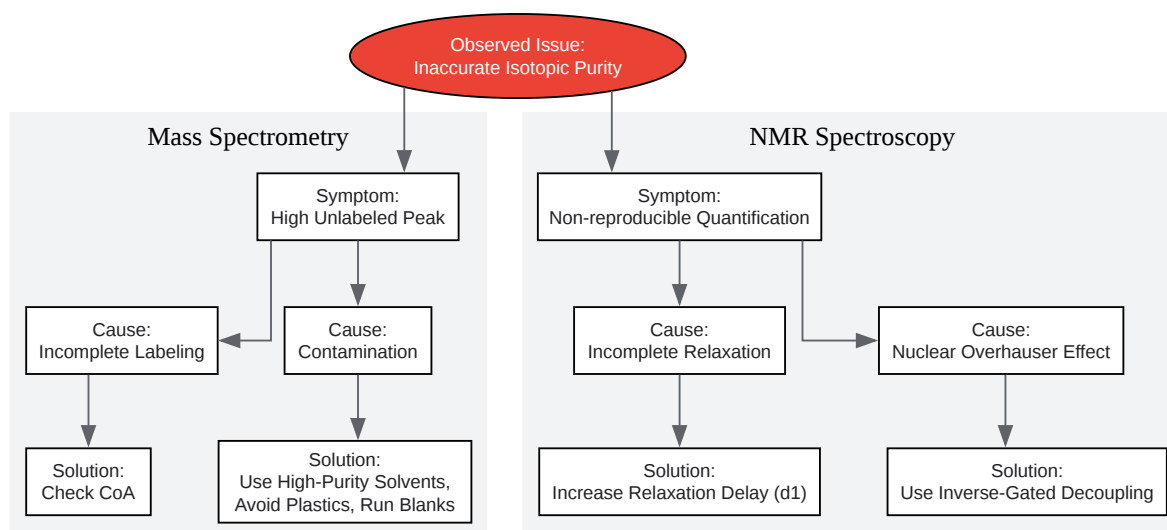 Observed Issue:
Inaccurate Isotopic Purity
Mass Spectrometry
NMR Spectroscopy
Symptom:
High Unlabeled Peak
Symptom:
Non-reproducible Quantification
Cause:
Incomplete Labeling
Cause:
Contamination
Cause:
Incomplete Relaxation
Cause:
Nuclear Overhauser Effect
Solution:
Check CoA
Solution:
Use High-Purity Solvents,
Avoid Plastics, Run Blanks
Solution:
Increase Relaxation Delay (d1)
Solution:
Use Inverse-Gated Decoupling